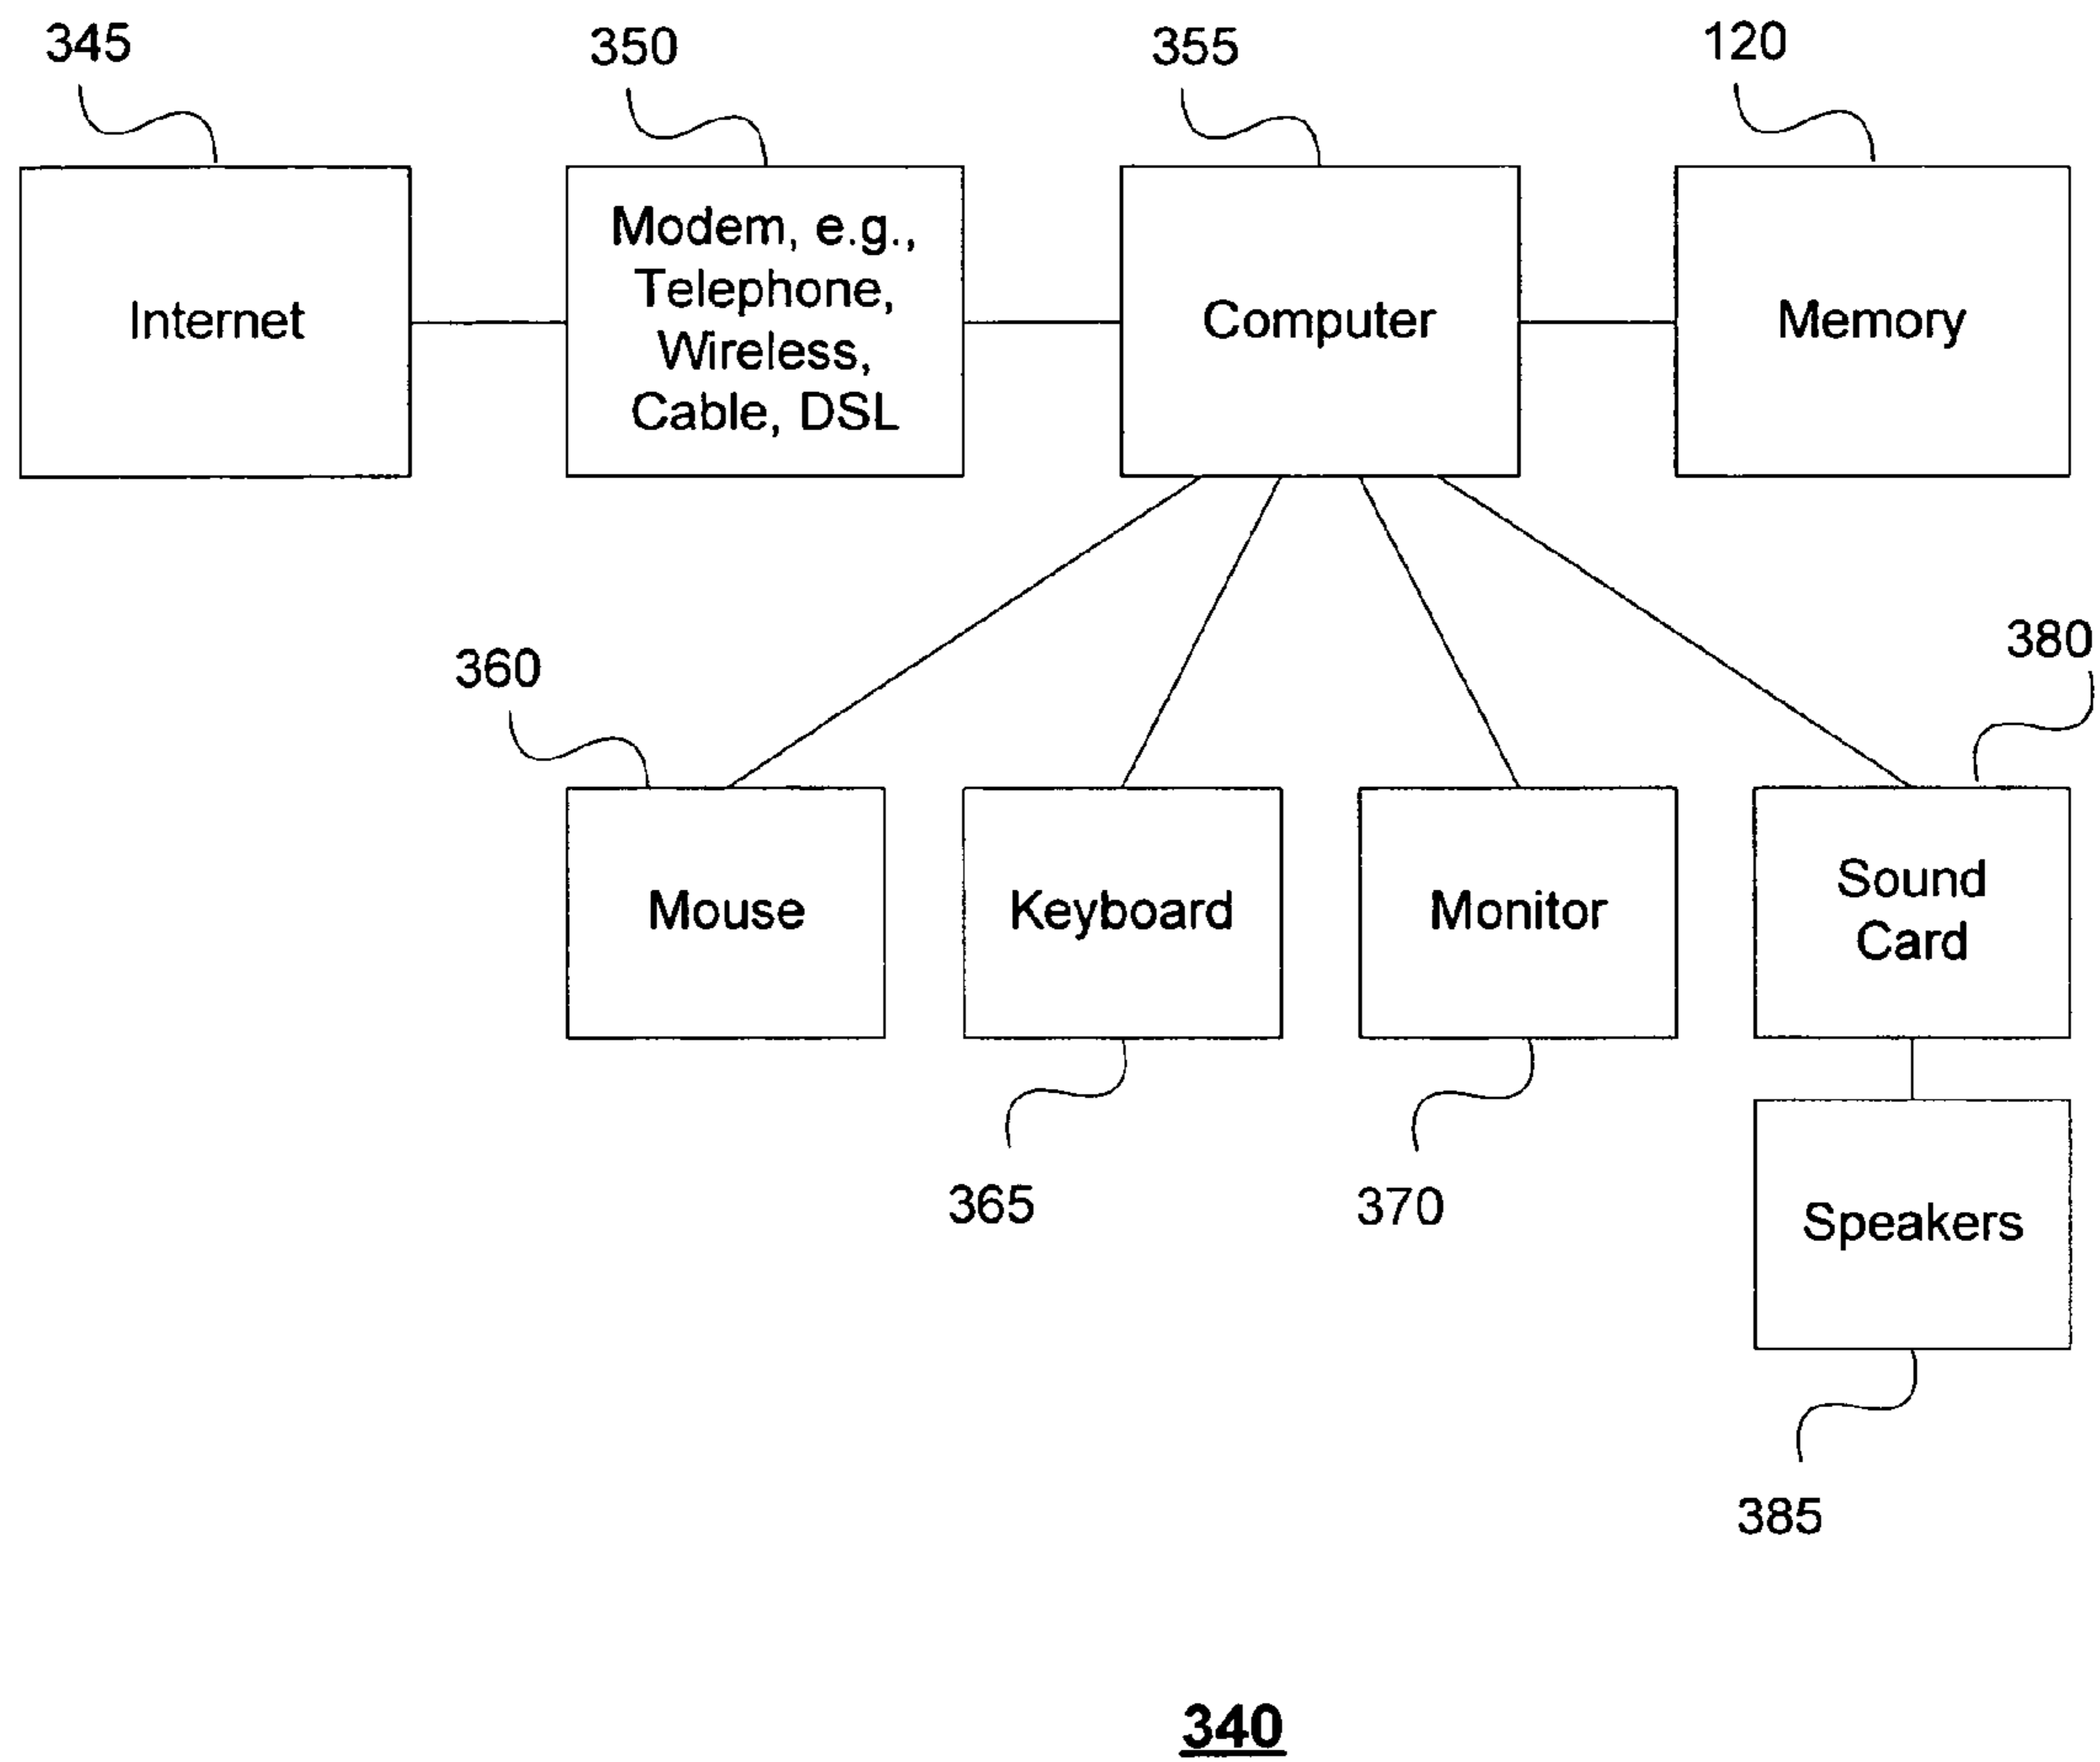 345
350
355
120
Internet
Modem, e.g.,
Telephone,
Wireless,
Cable, DSL
Computer
Memory
360
380
Mouse
Keyboard
Monitor
Sound
Card
365
370
Speakers
385
340